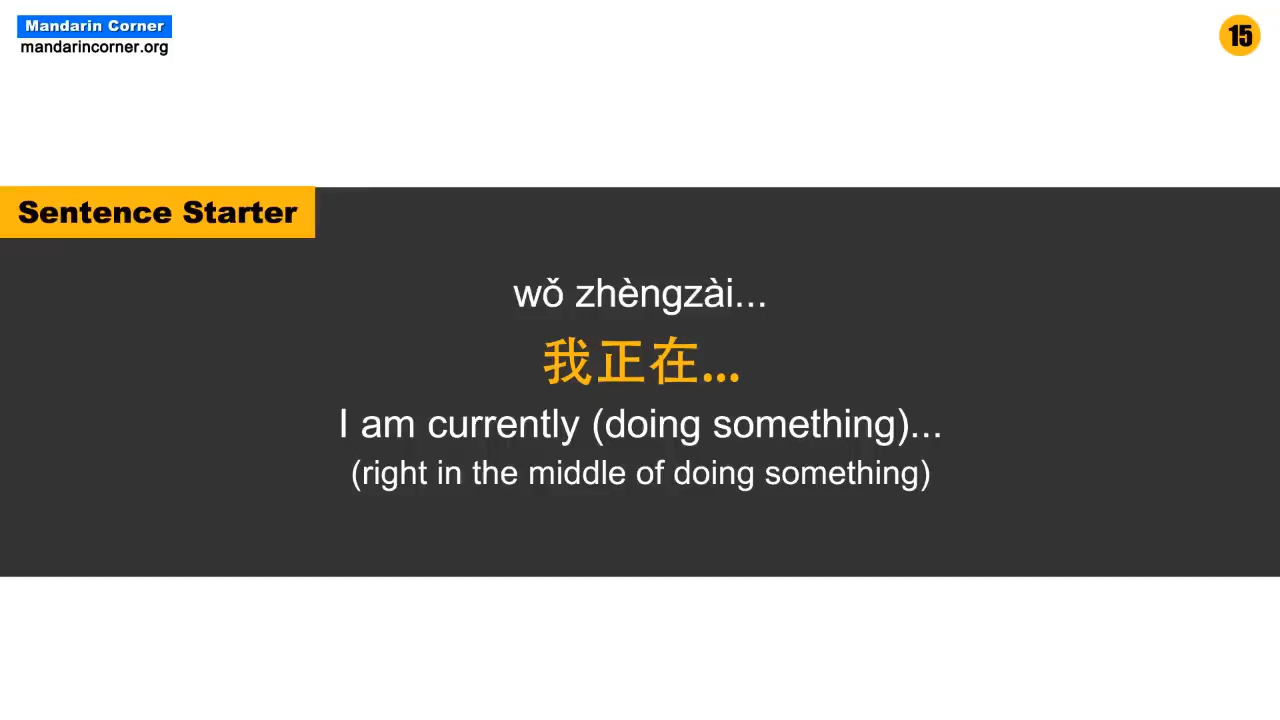 Mandarin Corner
mandarincorner.org
15
Sentence Starter
wǒ zhèngzài...
我正在...
I am currently (doing something)...
(right in the middle of doing something)